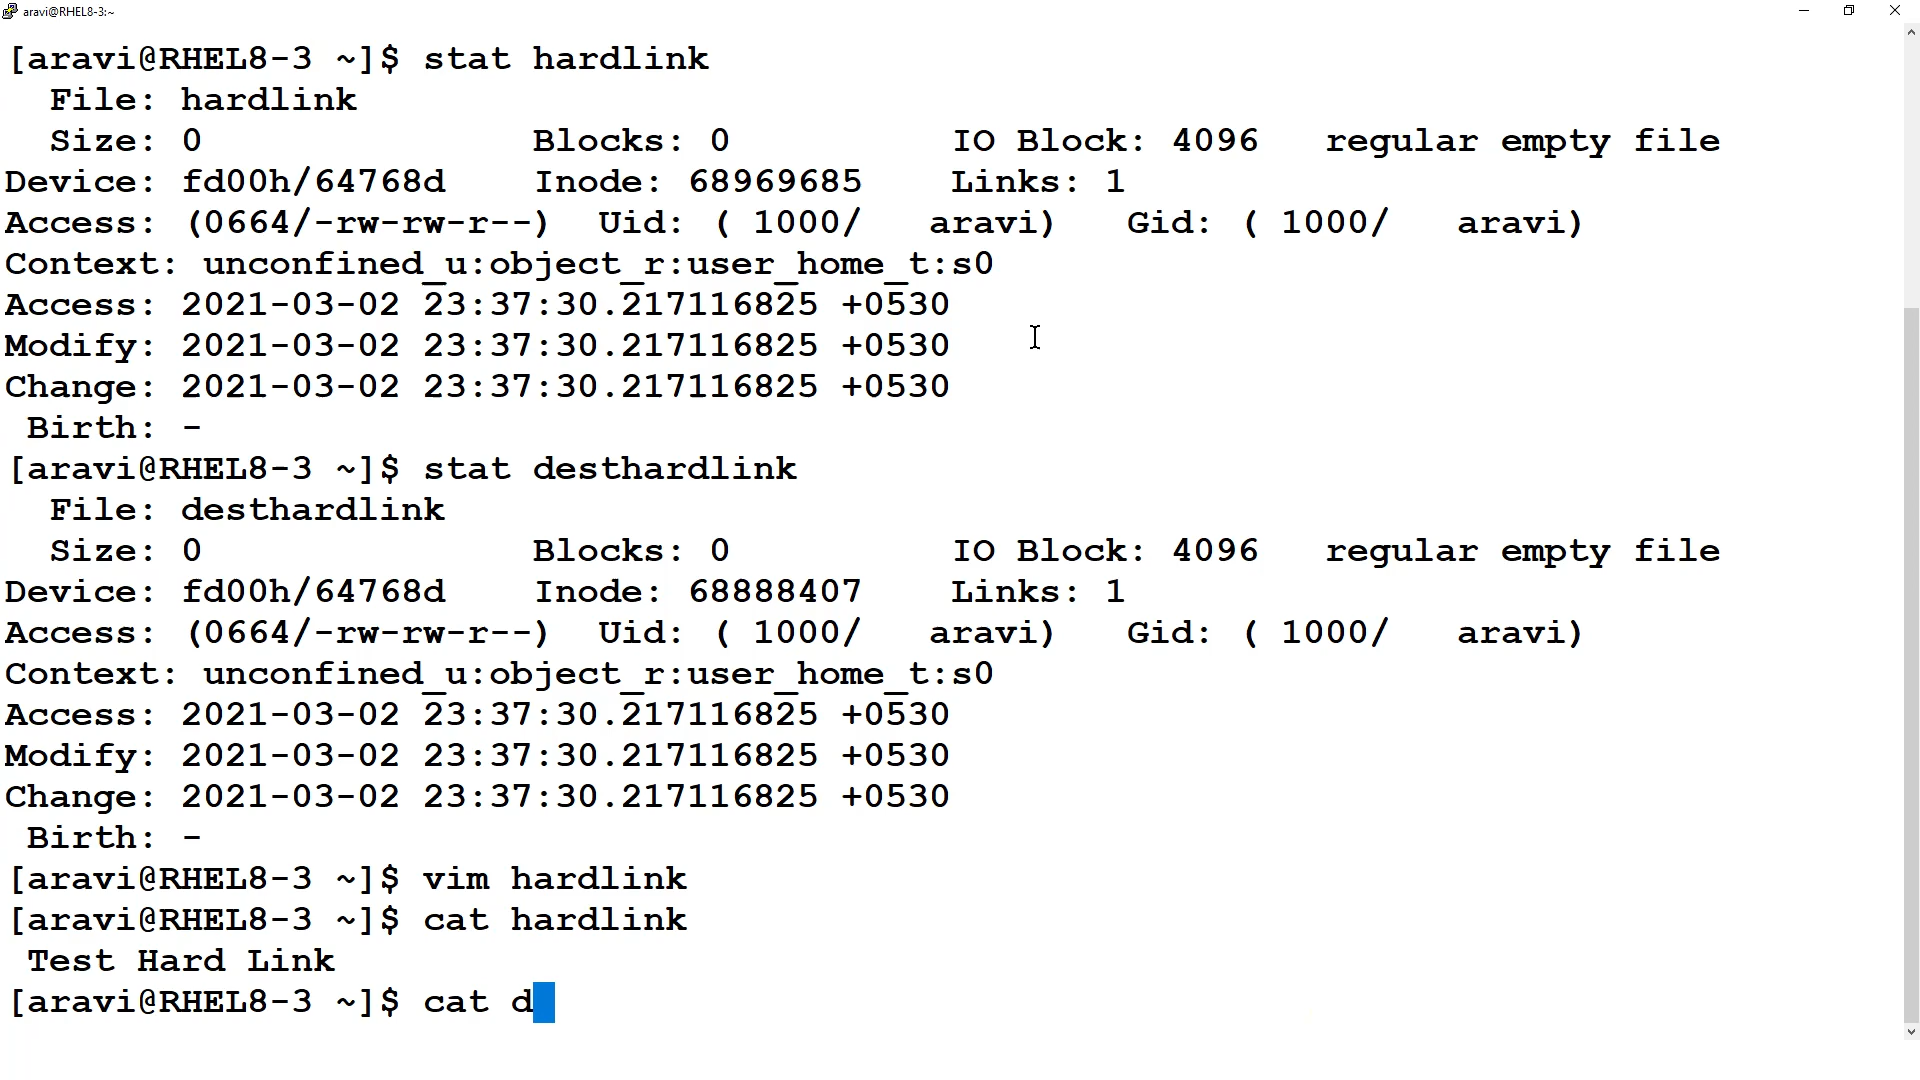 aravi@RHEL8-3:~
[aravi@RHEL8-3 ~]$ stat hardlink
  File: hardlink
  Size: 0               Blocks: 0          IO Block: 4096   regular empty file
Device: fd00h/64768d    Inode: 68969685    Links: 1
Access: (0664/-rw-rw-r--)  Uid: ( 1000/   aravi)   Gid: ( 1000/   aravi)
Context: unconfined_u:object_r:user_home_t:s0
Access: 2021-03-02 23:37:30.217116825 +0530
Modify: 2021-03-02 23:37:30.217116825 +0530
Change: 2021-03-02 23:37:30.217116825 +0530
 Birth: -
[aravi@RHEL8-3 ~]$ stat desthardlink
  File: desthardlink
  Size: 0               Blocks: 0          IO Block: 4096   regular empty file
Device: fd00h/64768d    Inode: 68888407    Links: 1
Access: (0664/-rw-rw-r--)  Uid: ( 1000/   aravi)   Gid: ( 1000/   aravi)
Context: unconfined_u:object_r:user_home_t:s0
Access: 2021-03-02 23:37:30.217116825 +0530
Modify: 2021-03-02 23:37:30.217116825 +0530
Change: 2021-03-02 23:37:30.217116825 +0530
 Birth: -
[aravi@RHEL8-3 ~]$ vim hardlink
[aravi@RHEL8-3 ~]$ cat hardlink
 Test Hard Link
[aravi@RHEL8-3 ~]$ cat d